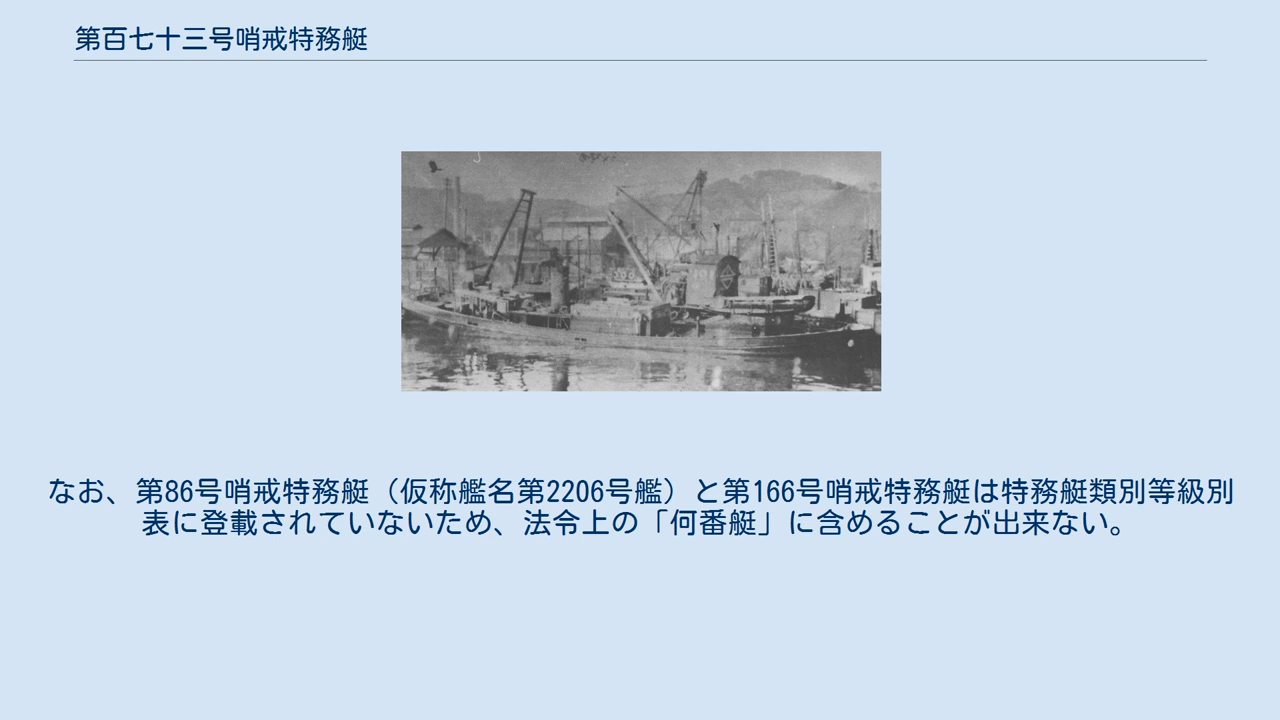 第百七十三号哨戒特務艇
なお、第86号哨戒特務艇（仮称艦名第2206号艦）と第166号哨戒特務艇は特務艇類別等級別
表に登載されていないため、法令上の「何番艇」に含めることが出来ない。